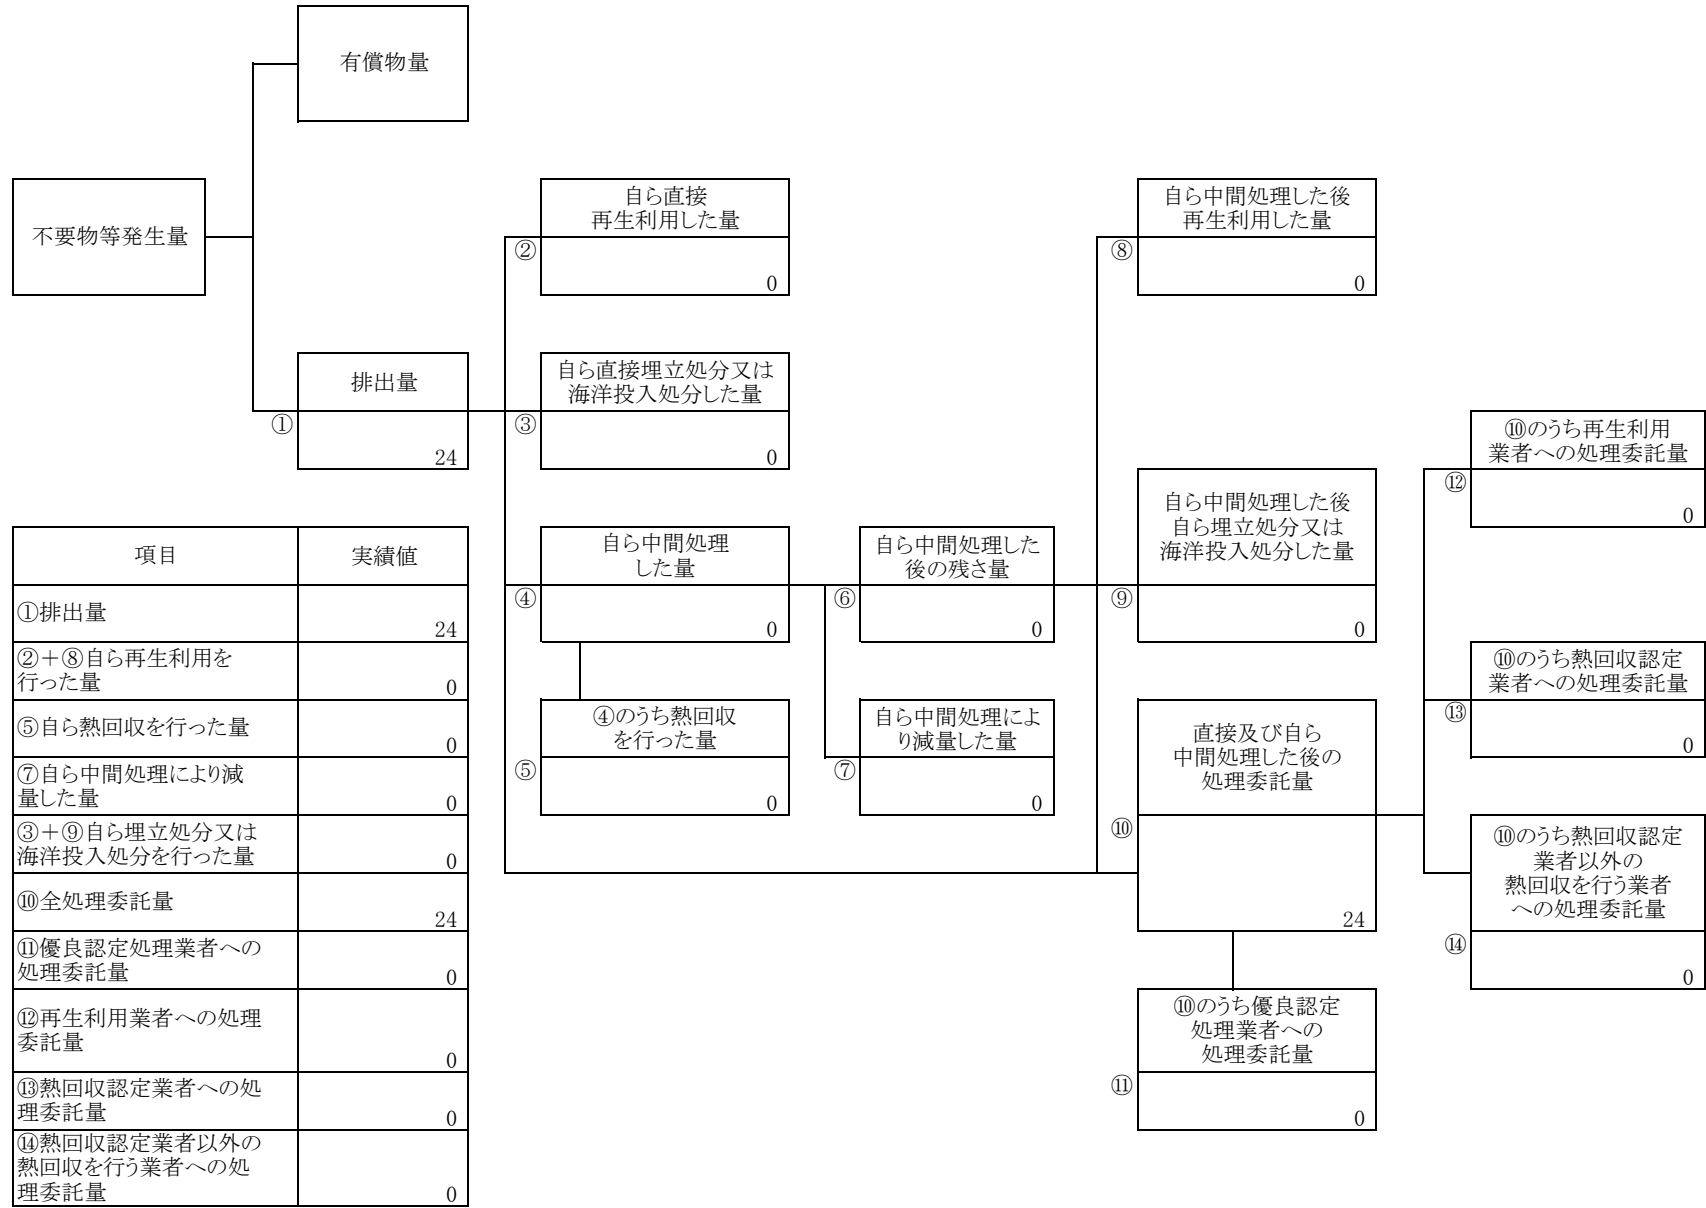 有償物量
不要物等発生量
自ら直接
再生利用した量
②
0
自ら中間処理した後
再生利用した量
⑧
0
排出量
①
24
自ら直接埋立処分又は
海洋投入処分した量
③
0
⑩のうち再生利用
業者への処理委託量
⑫
0
自ら中間処理した後
自ら埋立処分又は
海洋投入処分した量
⑨
0
自ら中間処理
した量
④
0
自ら中間処理した
後の残さ量
⑥
0
⑩のうち熱回収認定
業者への処理委託量
⑬
0
④のうち熱回収
を行った量
⑤
0
自ら中間処理によ
り減量した量
⑦
0
直接及び自ら
中間処理した後の
処理委託量
⑩
24
⑩のうち熱回収認定
業者以外の
熱回収を行う業者
への処理委託量
⑭
0
⑩のうち優良認定
処理業者への
処理委託量
⑪
0
項目 実績値
①排出量
24
②＋⑧自ら再生利用を
行った量
0
⑤自ら熱回収を行った量
0
⑦自ら中間処理により減
量した量
0
③＋⑨自ら埋立処分又は
海洋投入処分を行った量
0
⑩全処理委託量
24
⑪優良認定処理業者への
処理委託量
0
⑫再生利用業者への処理
委託量
0
⑬熱回収認定業者への処
理委託量
0
⑭熱回収認定業者以外の
熱回収を行う業者への処
理委託量
0